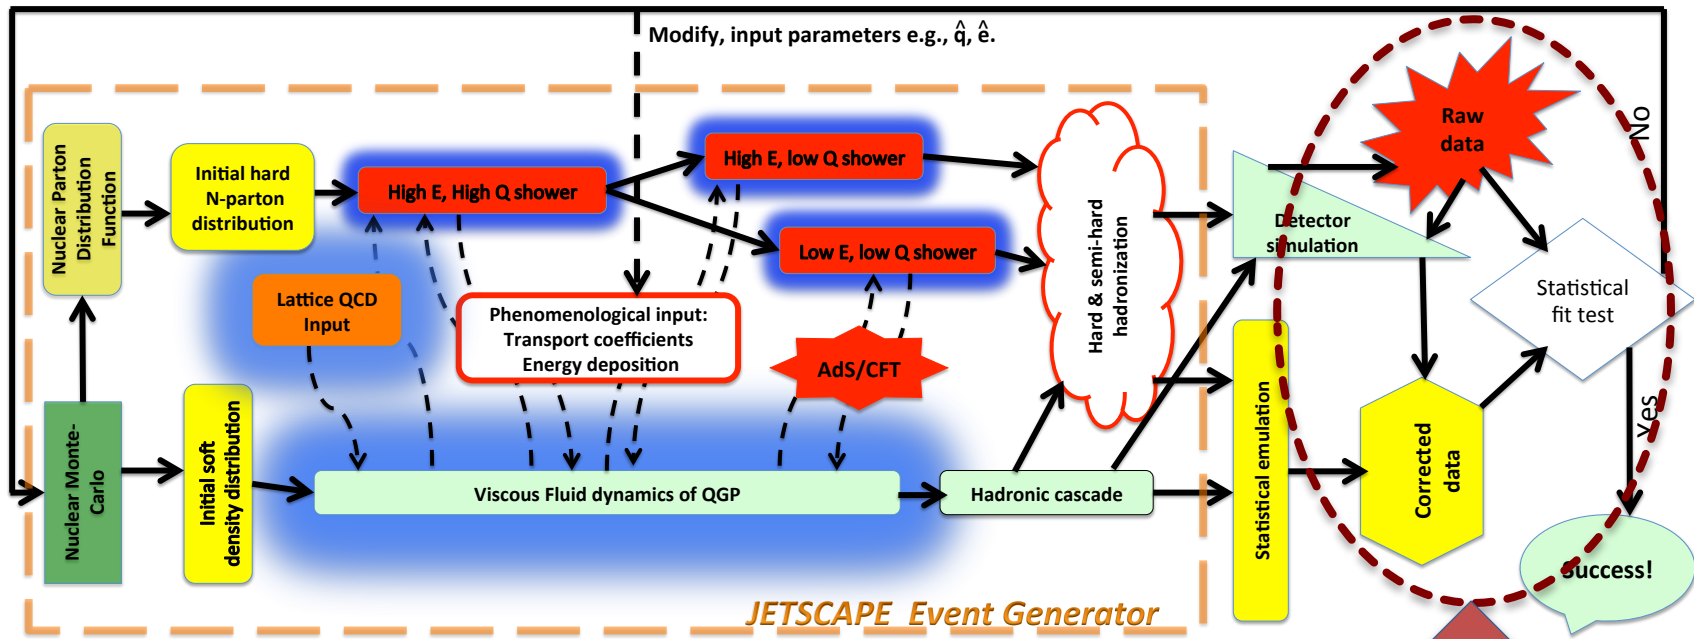 Modify, input parameters e.g., q̂, ê.
Nuclear Parton
Distribution
Function
Initial hard
N-parton
distribution
High E, High Q shower
High E, low Q shower
Low E, low Q shower
Lattice QCD
Input
Phenomenological input:
Transport coefficients
Energy deposition
AdS/CFT
Hard & semi-hard
hadronization
Nuclear Monte-
Carlo
Initial soft
density distribution
Viscous Fluid dynamics of QGP
Hadronic cascade
JETSCAPE Event Generator
Raw
data
Detector
simulation
Statistical emulation
Corrected
data
Statistical
fit test
No
Yes
Success!